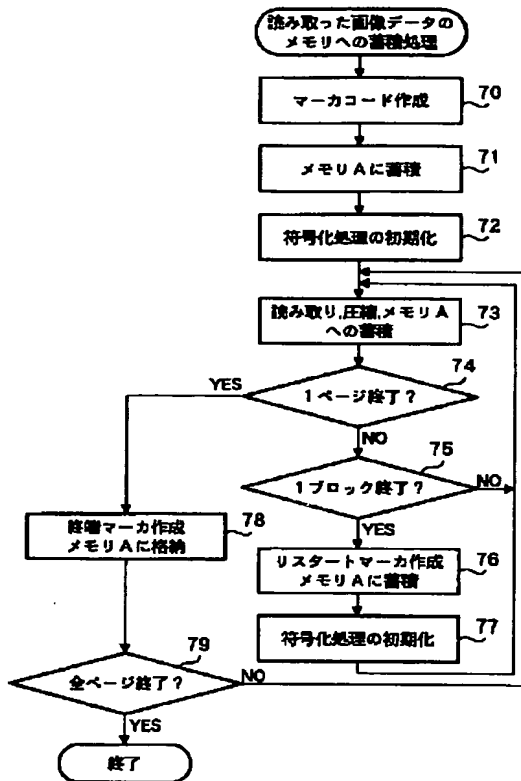 読み取った画像データの
メモリへの蓄積処理
70
マーカコード作成
71
メモリAに蓄積
72
符号化処理の初期化
73
読み取り,圧縮,メモリA
への蓄積
74
YES
1ページ終了?
NO
75
1ブロック終了?
NO
YES
76
リスタートマーカ作成
メモリAに蓄積
77
符号化処理の初期化
78
終端マーカ作成
メモリAに格納
79
全ページ終了?
NO
YES
終了